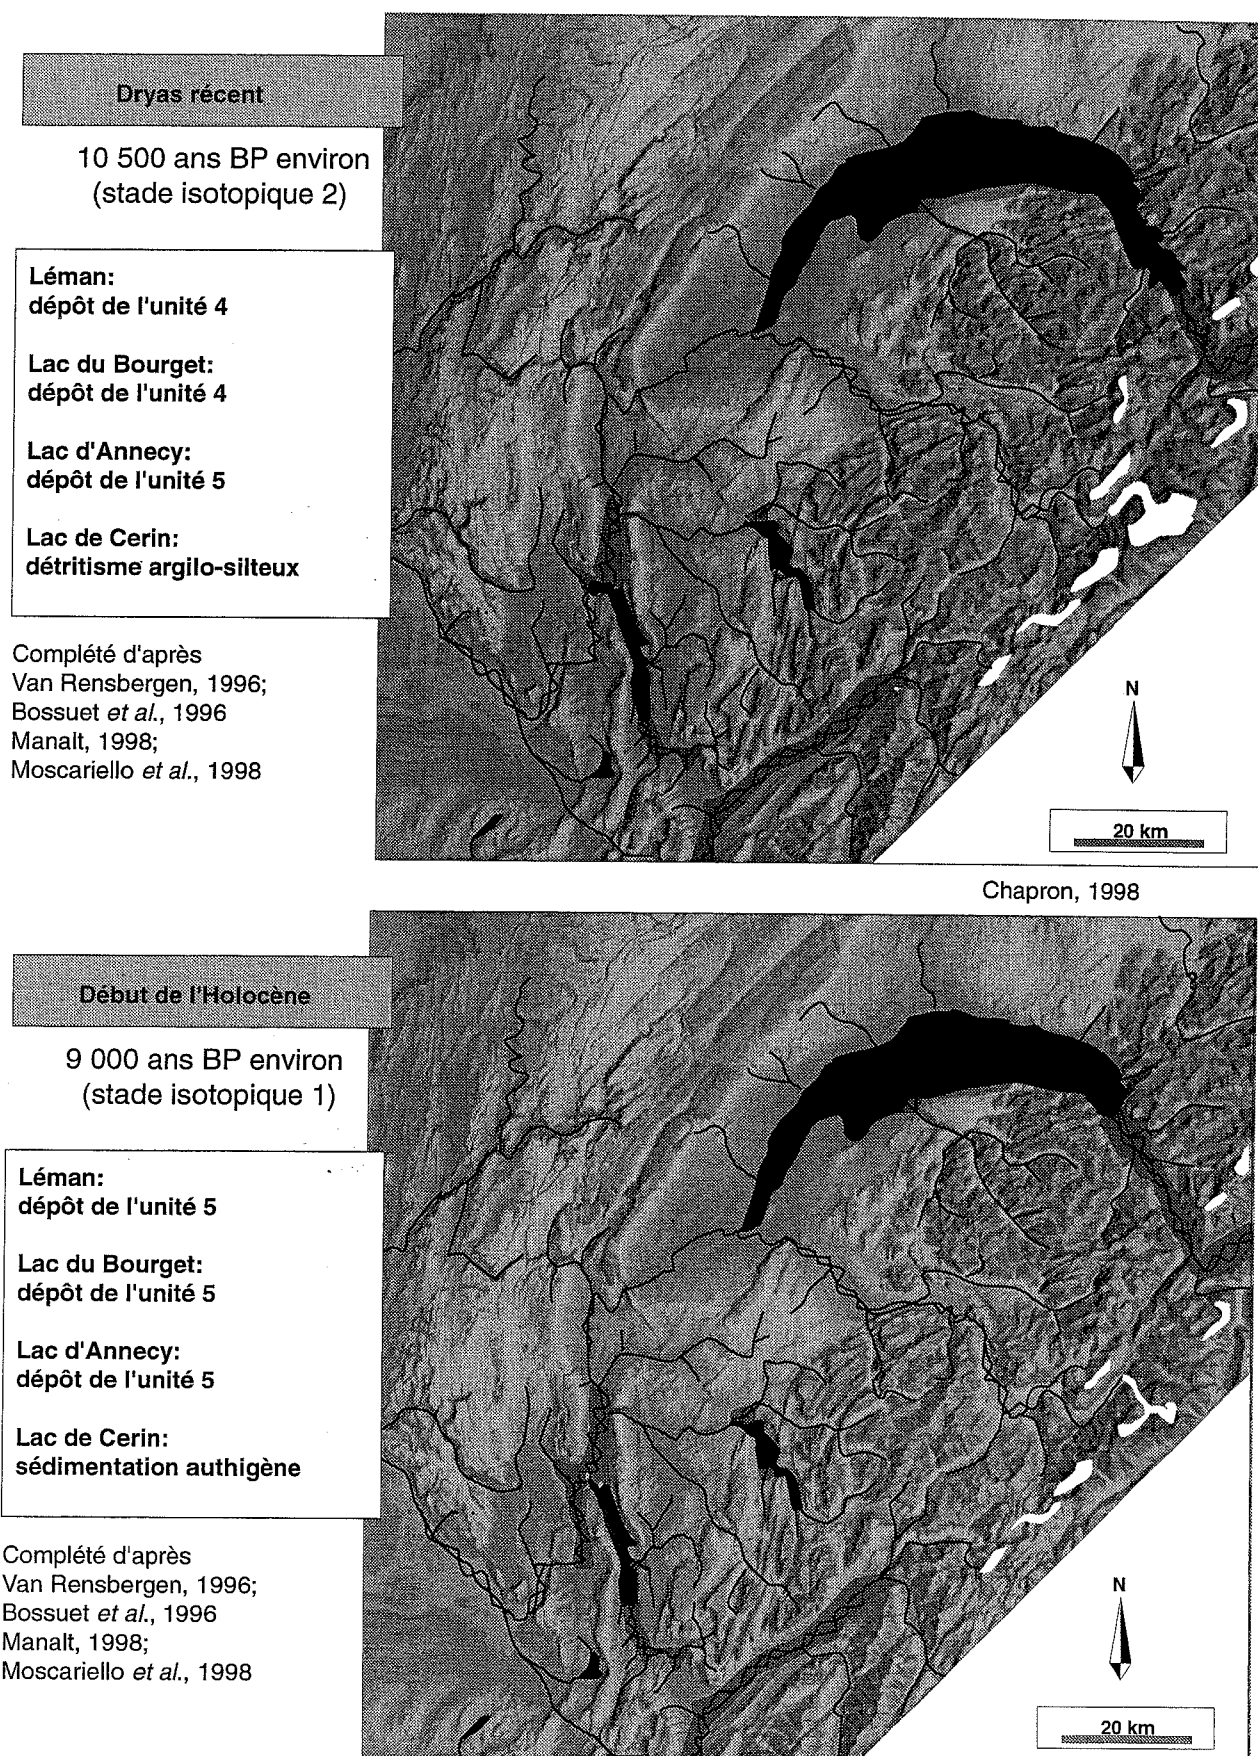 Dryas récent
10 500 ans BP environ
(stade isotopique 2)
Léman:
dépôt de l'unité 4
Lac du Bourget:
dépôt de l'unité 4
Lac d'Annecy:
dépôt de l'unité 5
Lac de Cerin:
détritisme argilo-silteux
Complété d'après
Van Rensbergen, 1996;
Bossuet et al., 1996
Manalt, 1998;
Moscariello et al., 1998
N
20 km
Chapron, 1998
Début de l'Holocène
9 000 ans BP environ
(stade isotopique 1)
Léman:
dépôt de l'unité 5
Lac du Bourget:
dépôt de l'unité 5
Lac d'Annecy:
dépôt de l'unité 5
Lac de Cerin:
sédimentation authigène
Complété d'après
Van Rensbergen, 1996;
Bossuet et al., 1996
Manalt, 1998;
Moscariello et al., 1998
N
20 km